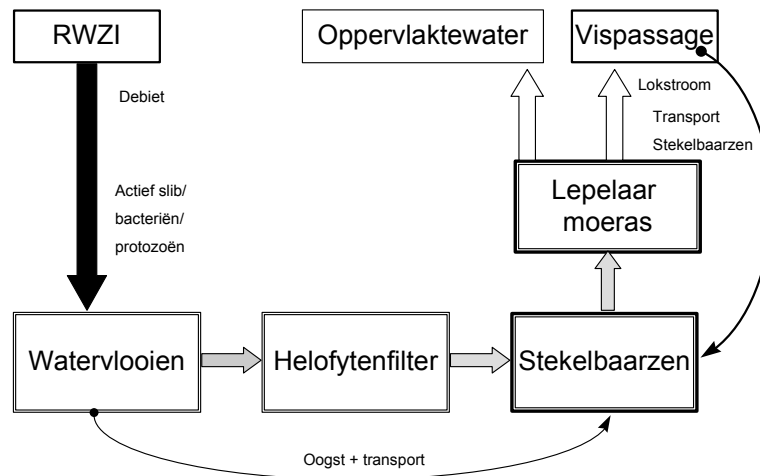 RWZI
Oppervlaktewater
Vispassage
Debiet
Lokstroom
Transport
Stekelbaarzen
Actief slib/
bacteriën/
protozoën
Lepelaar
moeras
Watervlooien
Helofytenfilter
Stekelbaarzen
Oogst + transport